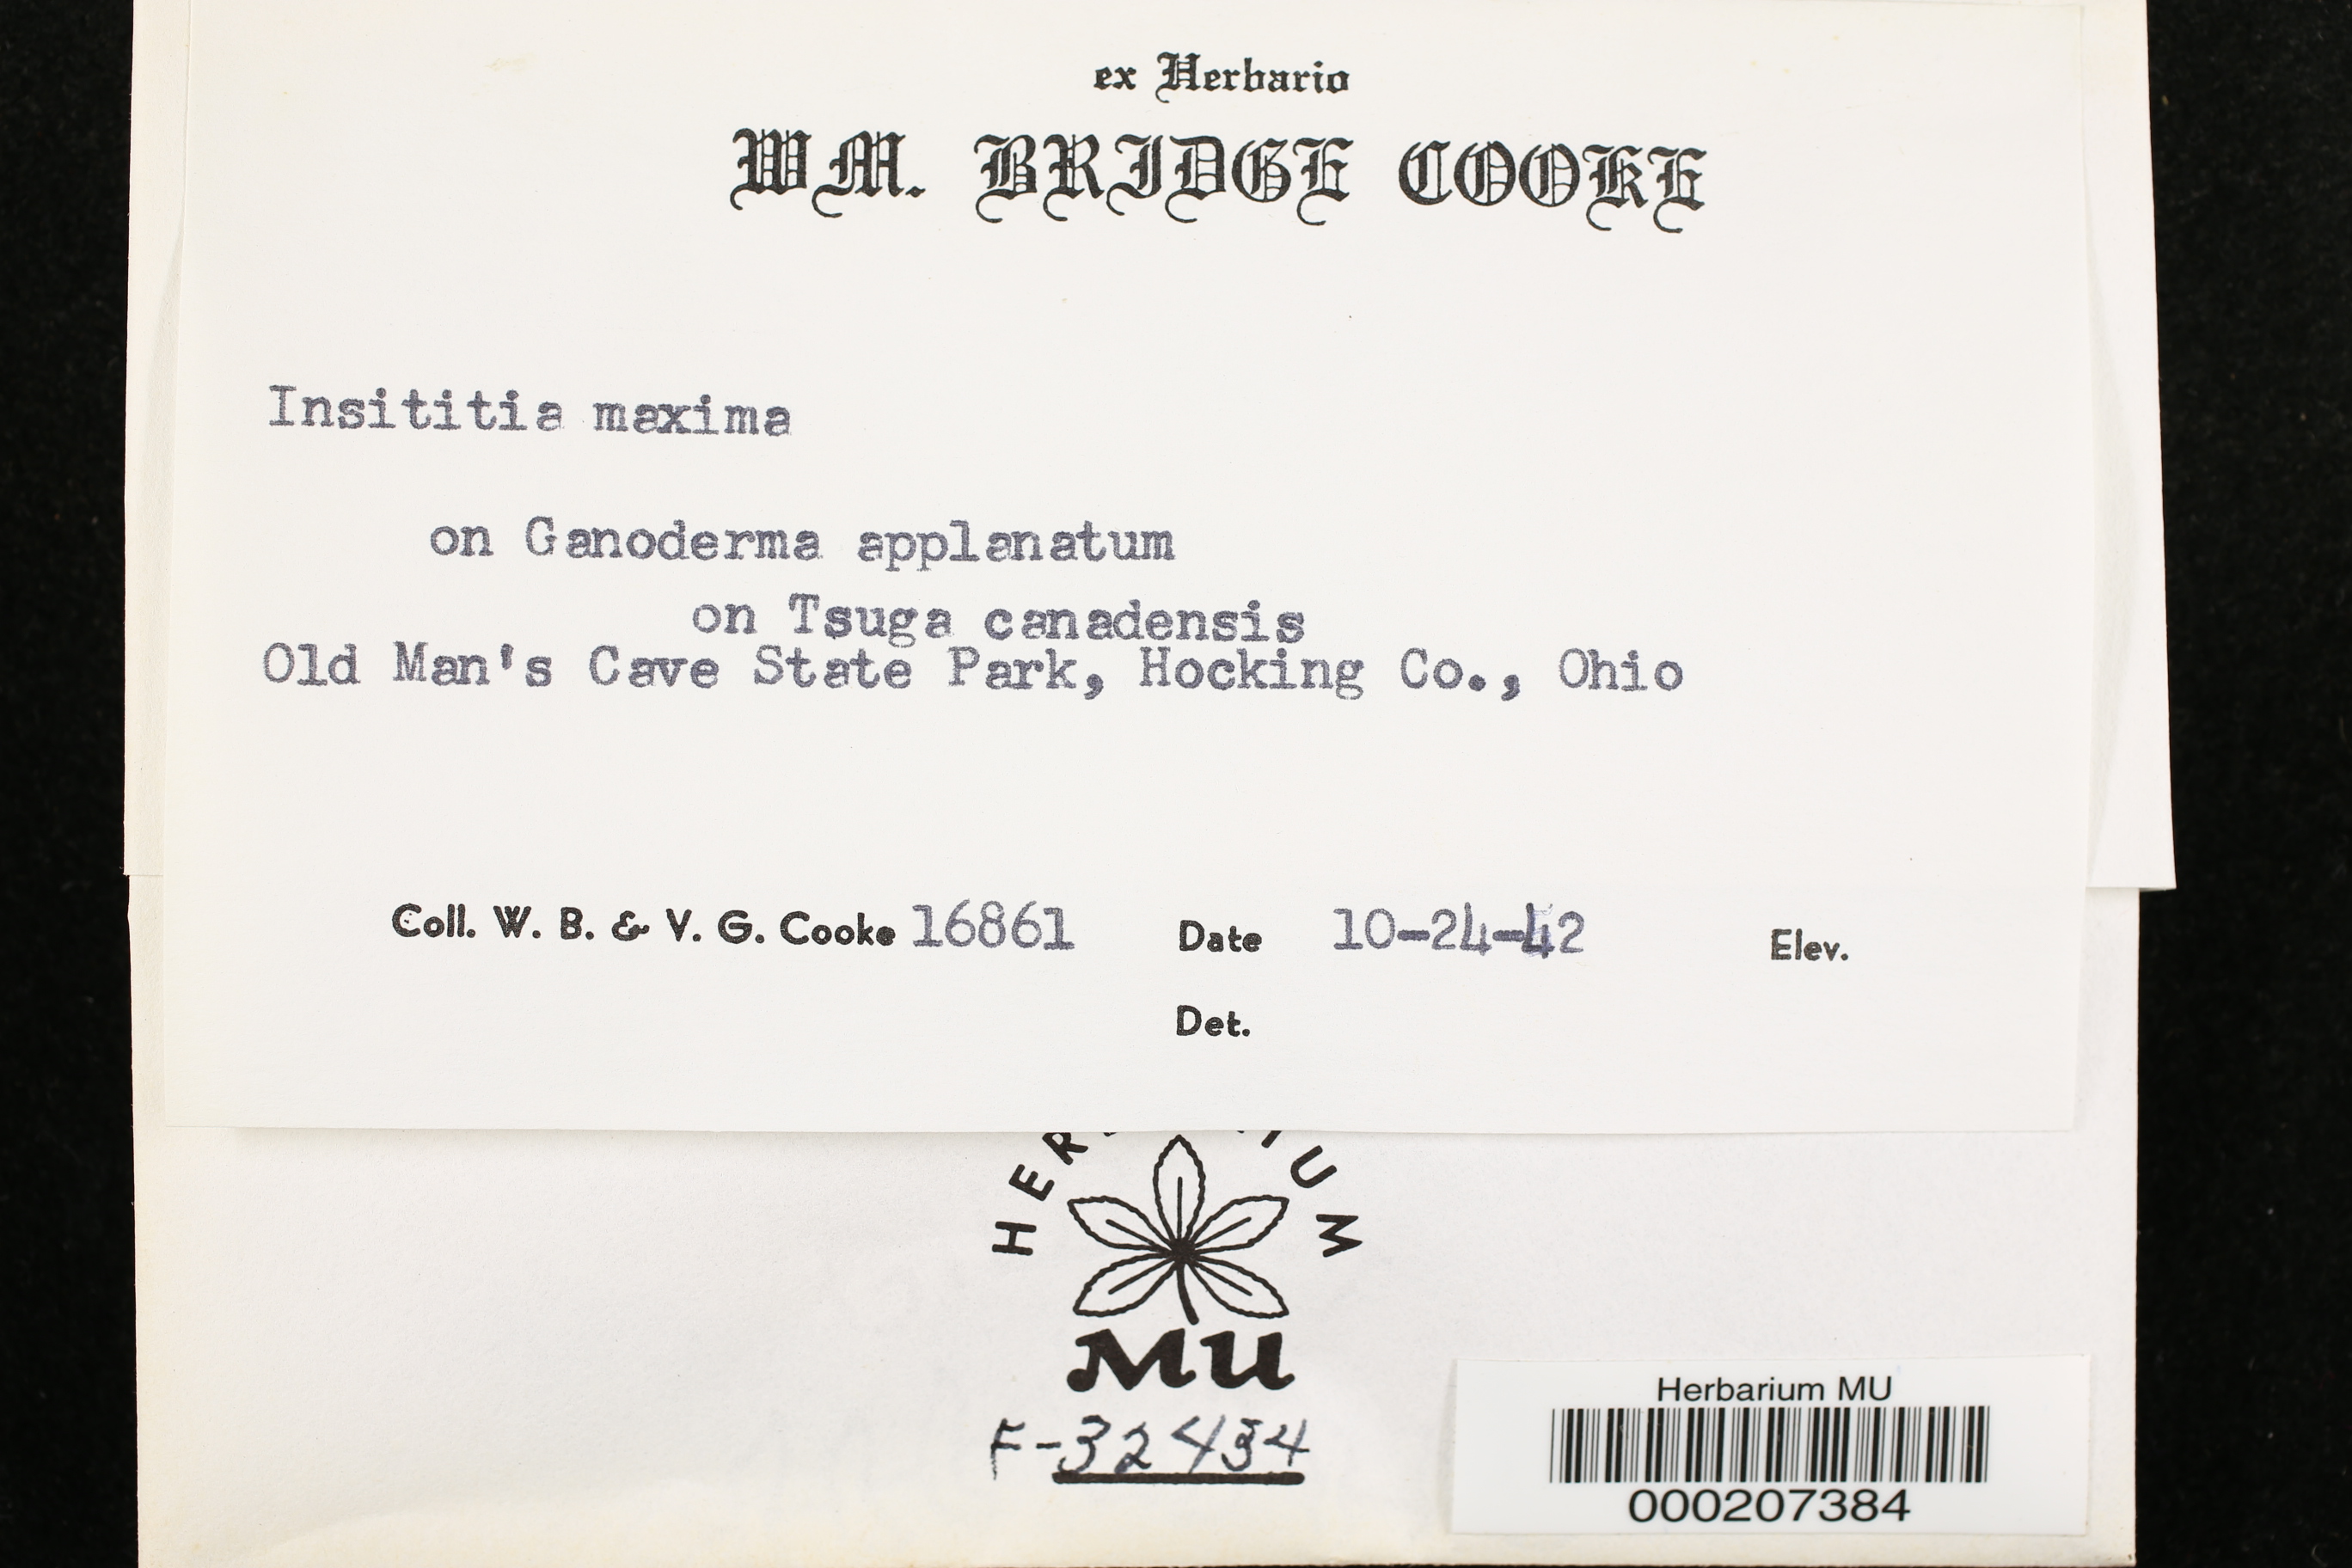 ex Herbario
WM. BRIDGE COOKE
Insititia maxima
on Ganoderma applanatum
on Tsuga canadensis
Old Man's Cave State Park, Hocking Co., Ohio
Coll. W. B. & V. G. Cooke 16861 Date 10-24-42 Elev.
Det.
MU
F-32434
Herbarium MU
000207384